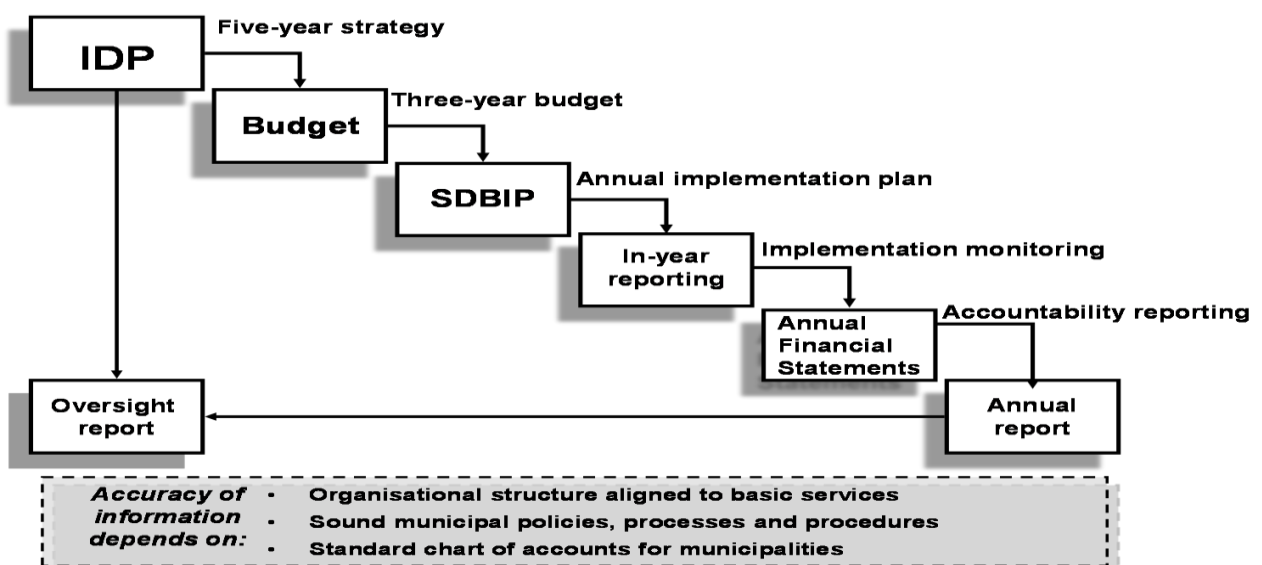 IDP
Five-year strategy
Budget
Three-year budget
SDBIP
Annual implementation plan
In-year
reporting
Implementation monitoring
Annual
Financial
Statements
Accountability reporting
Annual
report
Oversight
report
Accuracy of
information
depends on:
• Organisational structure aligned to basic services
• Sound municipal policies, processes and procedures
• Standard chart of accounts for municipalities